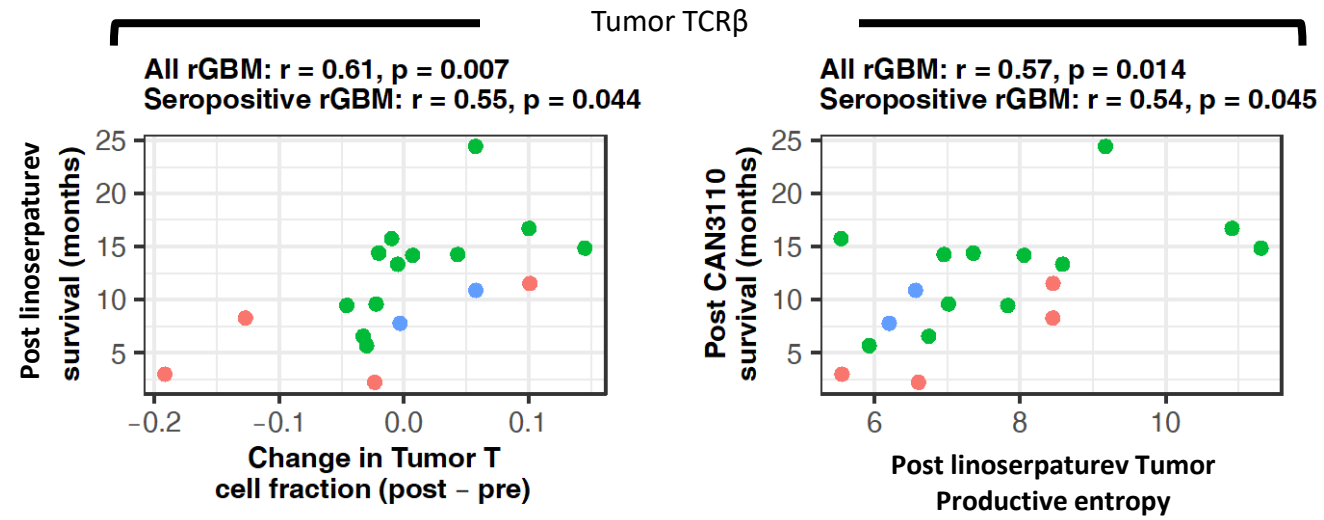 Tumor TCRβ
All rGBM: r = 0.61, p = 0.007
Seropositive rGBM: r = 0.55, p = 0.044
Post linoserpaturev
survival (months)
25
20
15
10
5
−0.2
−0.1
0.0
0.1
Change in Tumor T
cell fraction (post − pre)
All rGBM: r = 0.57, p = 0.014
Seropositive rGBM: r = 0.54, p = 0.045
Post CAN3110
survival (months)
25
20
15
10
5
6
8
10
Post linoserpaturev Tumor
Productive entropy